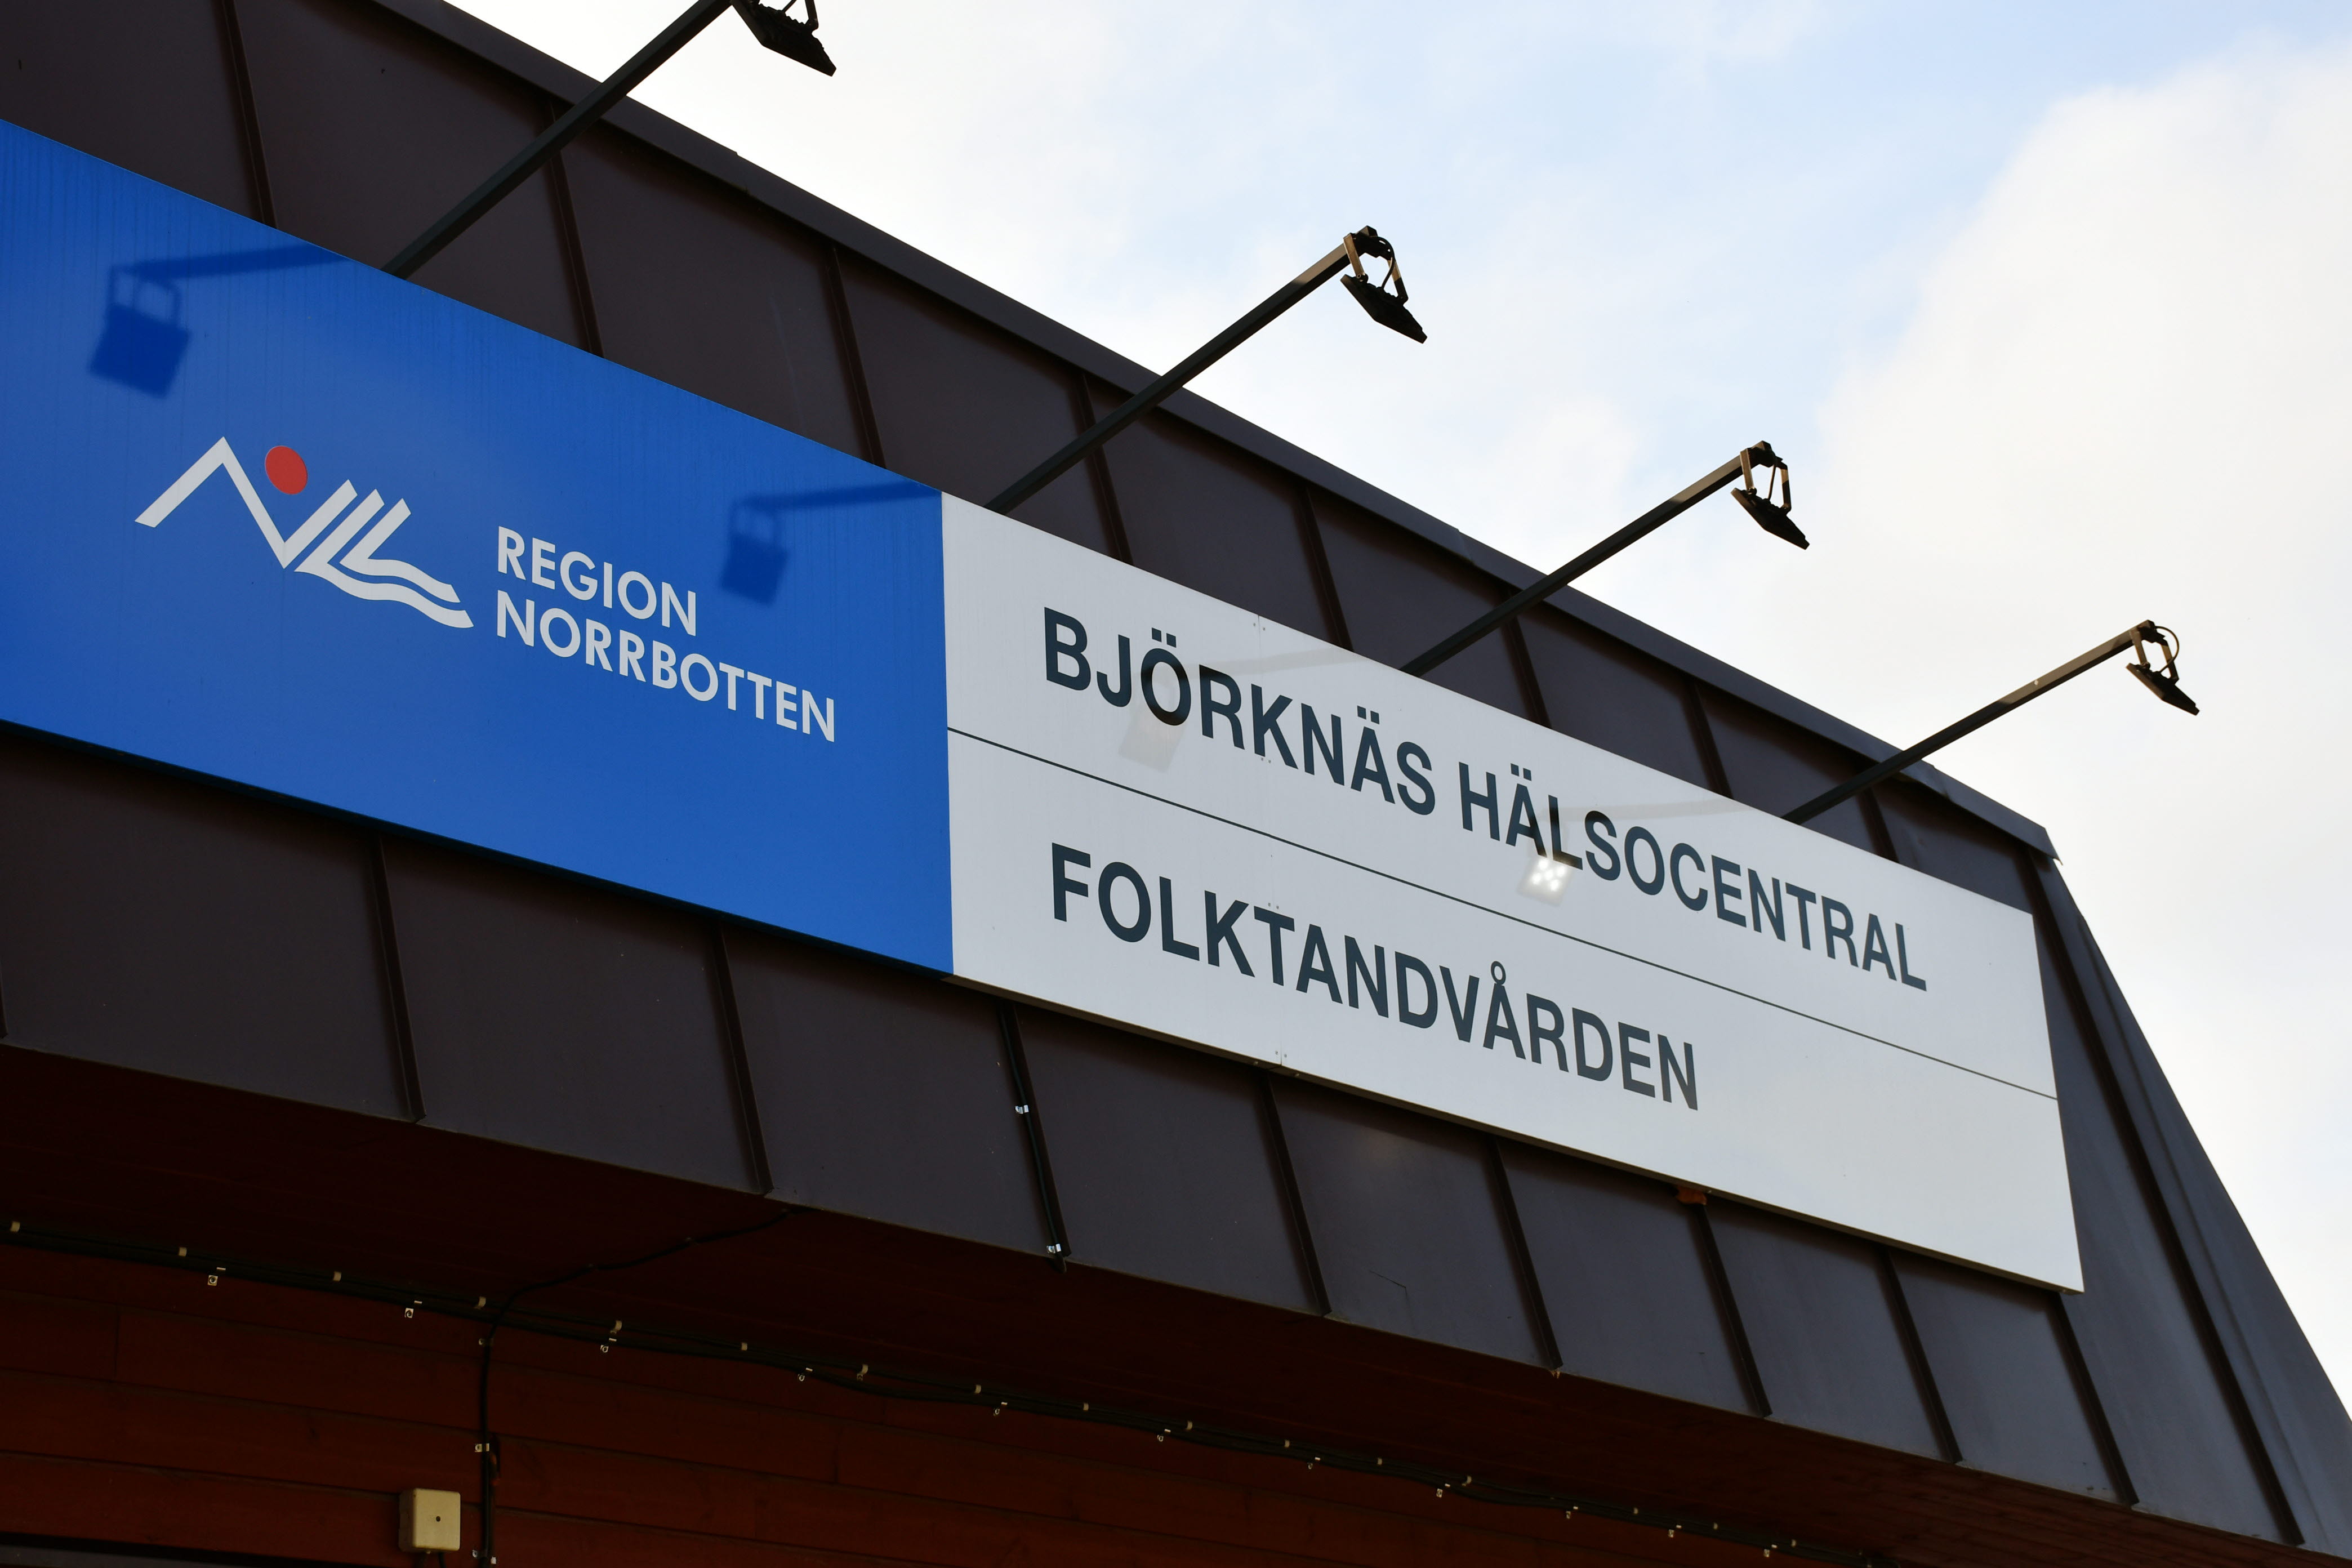 REGION
NORRBOTTEN
BJÖRKNÄS HÄLSOCENTRAL
FOLKTANDVÅRDEN